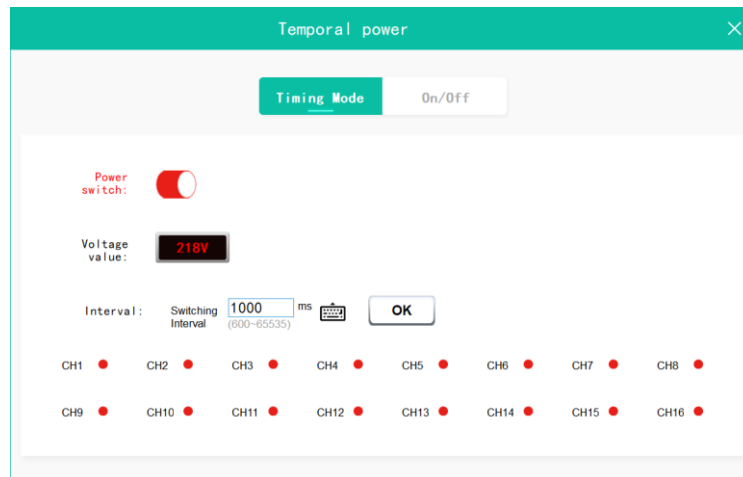 Temporal power
Timing Mode On/Off
Power
switch:
Voltage
value:
218V
Interval:
Switching
Interval
1000 ms OK
(600~65535)
CH1 CH2 CH3 CH4 CH5 CH6 CH7 CH8
CH9 CH10 CH11 CH12 CH13 CH14 CH15 CH16